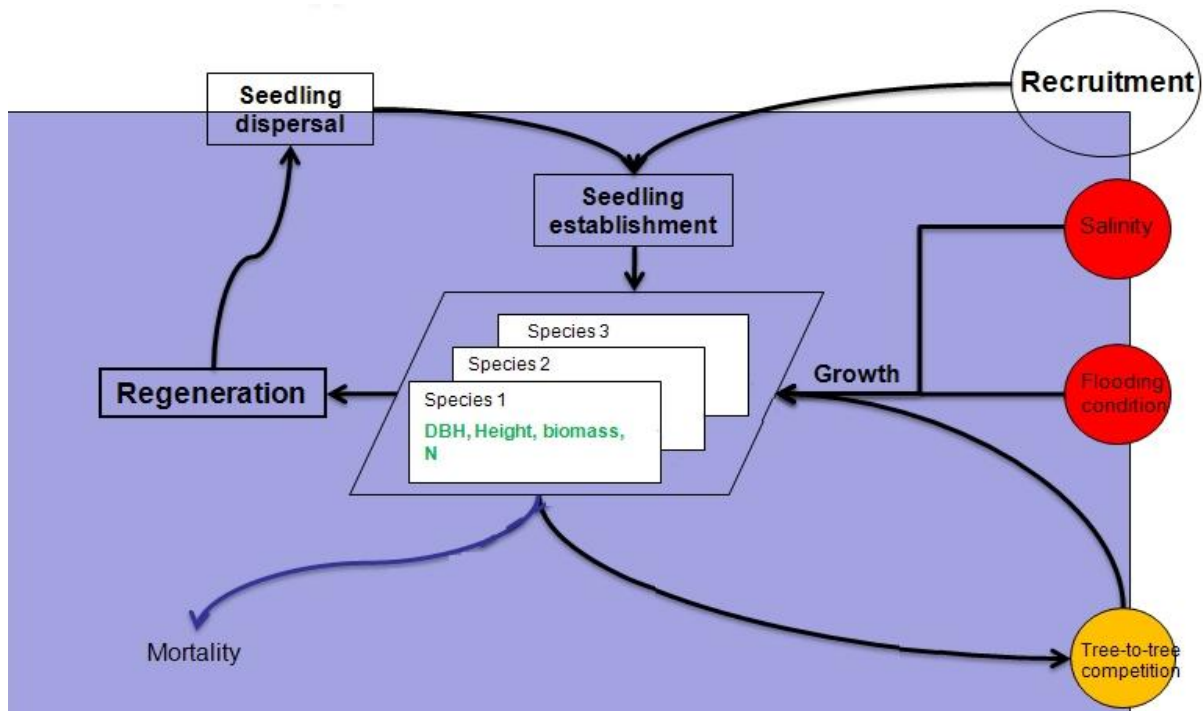 Recruitment
Seedling
dispersal
Seedling
establishment
Salinity
Species 3
Species 2
Species 1
DBH, Height, biomass,
N
Growth
Flooding
condition
Regeneration
Mortality
Tree-to-tree
competition